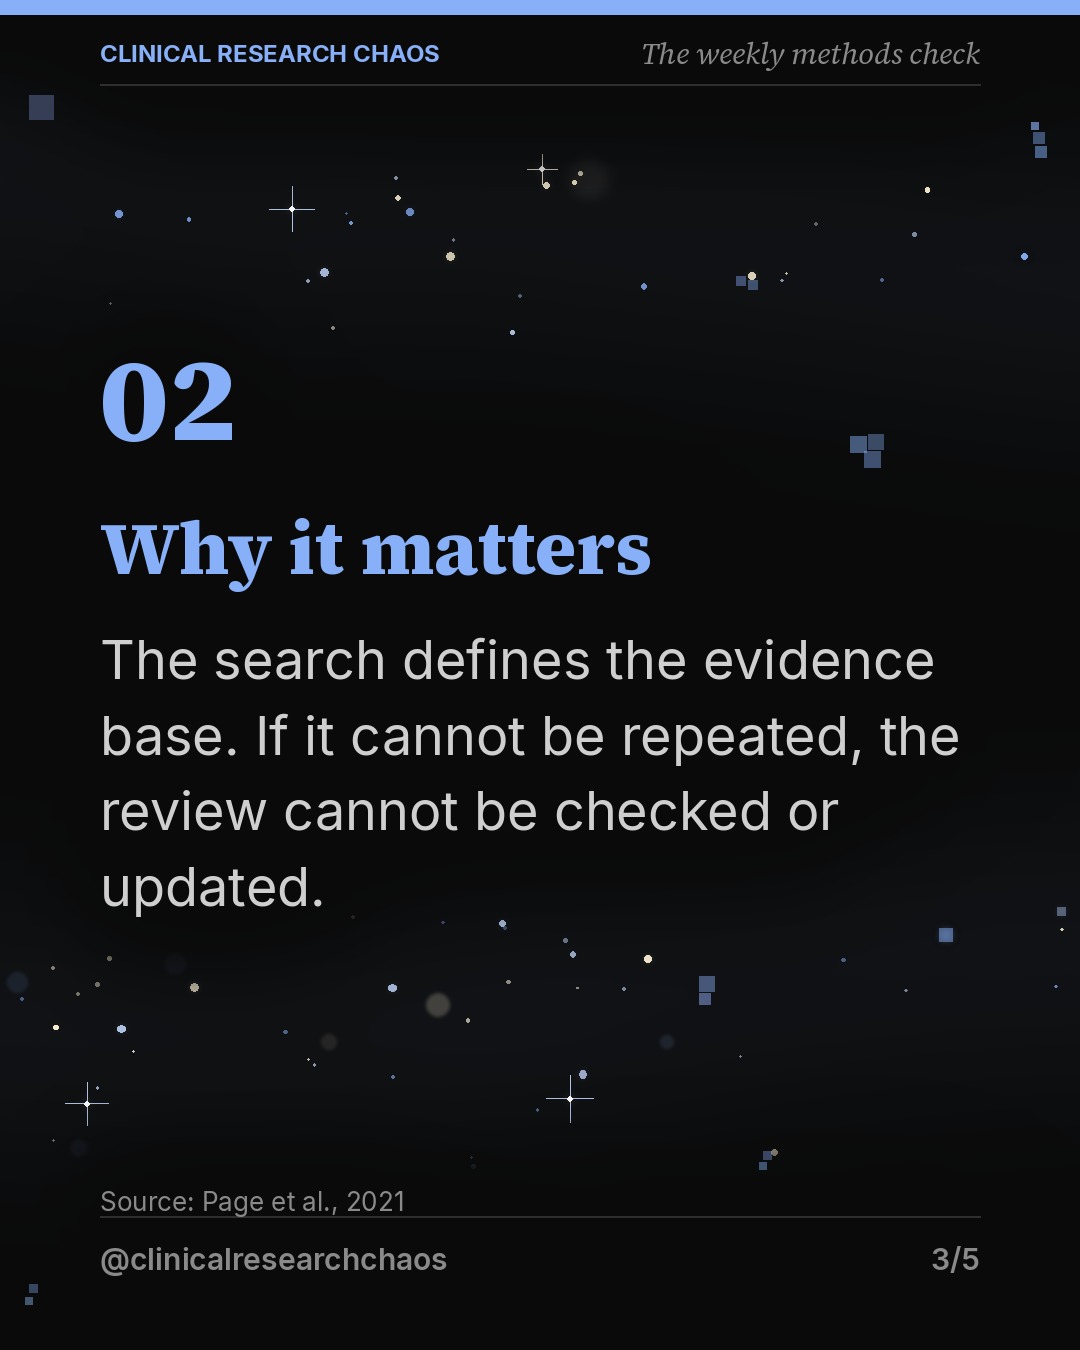 CLINICAL RESEARCH CHAOS
The weekly methods check
02
Why it matters
The search defines the evidence
base. If it cannot be repeated, the
review cannot be checked or
updated.
Source: Page et al., 2021
@clinicalresearchchaos
3/5